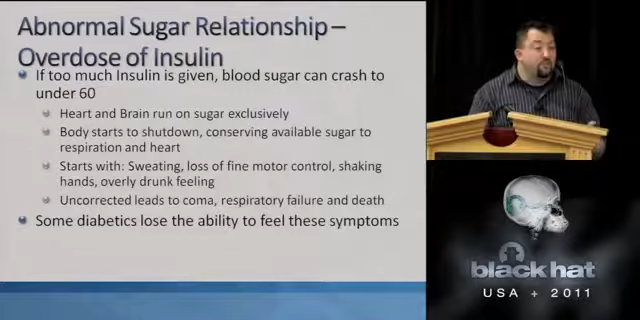 Abnormal Sugar Relationship –
Overdose of Insulin
If too much Insulin is given, blood sugar can crash to
under 60
Heart and Brain run on sugar exclusively
Body starts to shutdown, conserving available sugar to
respiration and heart
Starts with: Sweating, loss of fine motor control, shaking
hands, overly drunk feeling
Uncorrected leads to coma, respiratory failure and death
Some diabetics lose the ability to feel these symptoms
black hat
USA + 2011